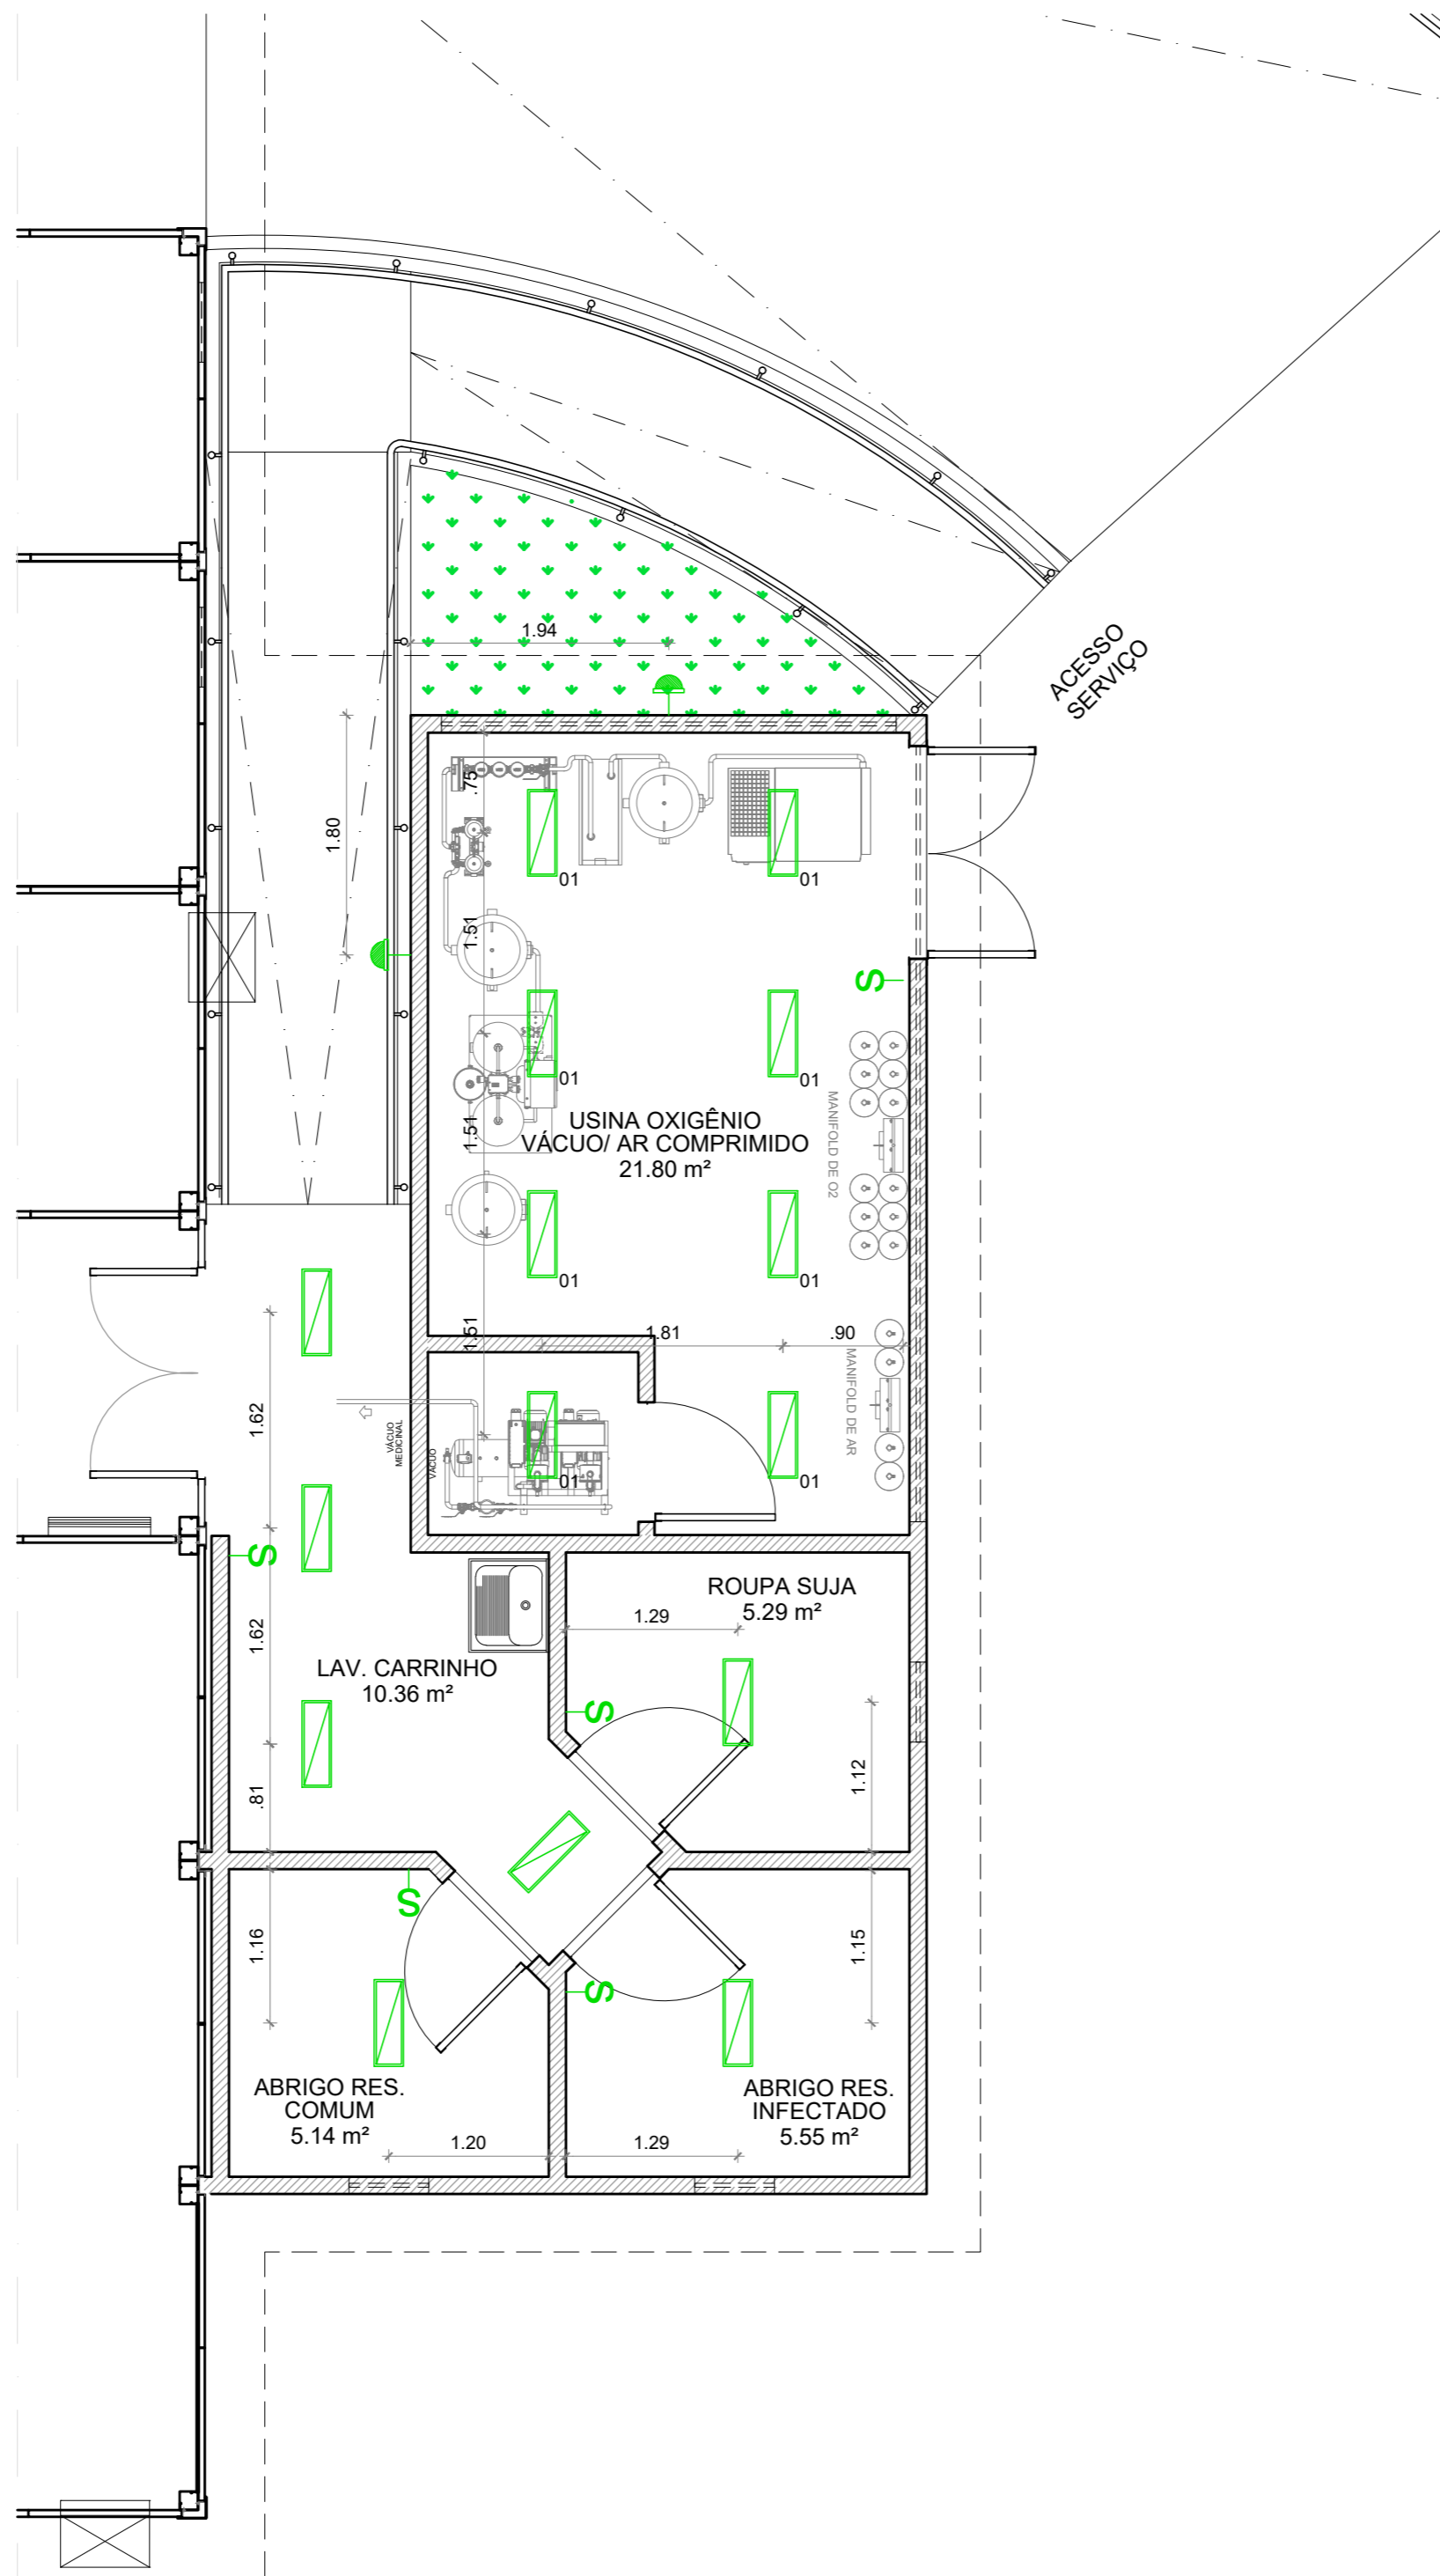 1.94
ACESSO
SERVIÇO
.75
1.80
01
01
1.51
S
01
01
1.51
USINA OXIGÊNIO
VÁCUO/ AR COMPRIMIDO
21.80 m²
MANIFOLD DE O2
01
01
1.51
1.81
.90
MANIFOLD DE AR
1.62
VÁCUO
MEDICINAL
VÁCUO
01
01
S
ROUPA SUJA
5.29 m²
1.29
1.62
LAV. CARRINHO
10.36 m²
S
1.12
.81
S
1.16
1.15
S
ABRIGO RES.
COMUM
5.14 m²
ABRIGO RES.
INFECTADO
5.55 m²
1.20
1.29